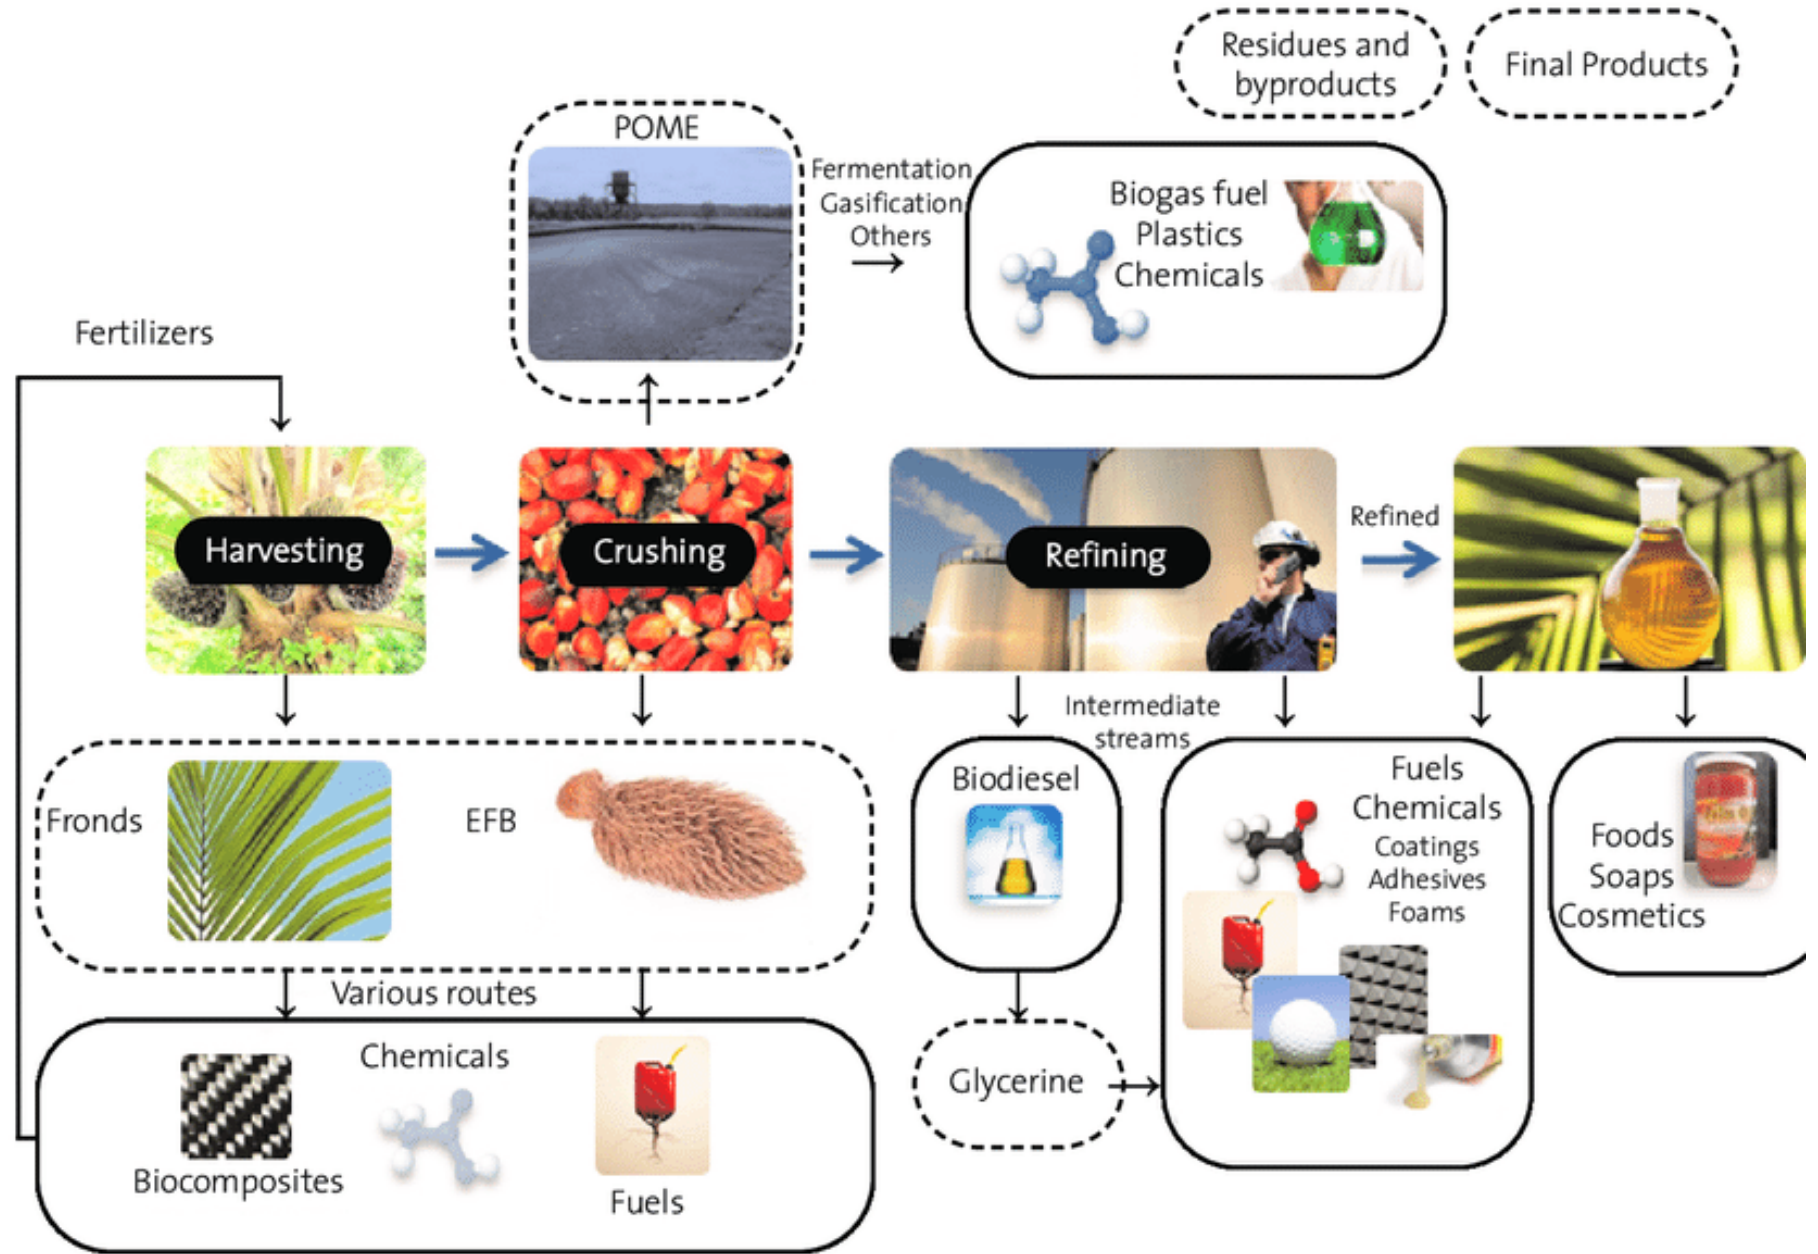 Residues and
byproducts
Final Products
POME
Fermentation
Gasification
Others
Biogas fuel
Plastics
Chemicals
Fertilizers
Harvesting
Crushing
Refining
Refined
Intermediate
streams
Fronds
EFB
Biodiesel
Fuels
Chemicals
Coatings
Adhesives
Foams
Foods
Soaps
Cosmetics
Various routes
Glycerine
Chemicals
Biocomposites
Fuels